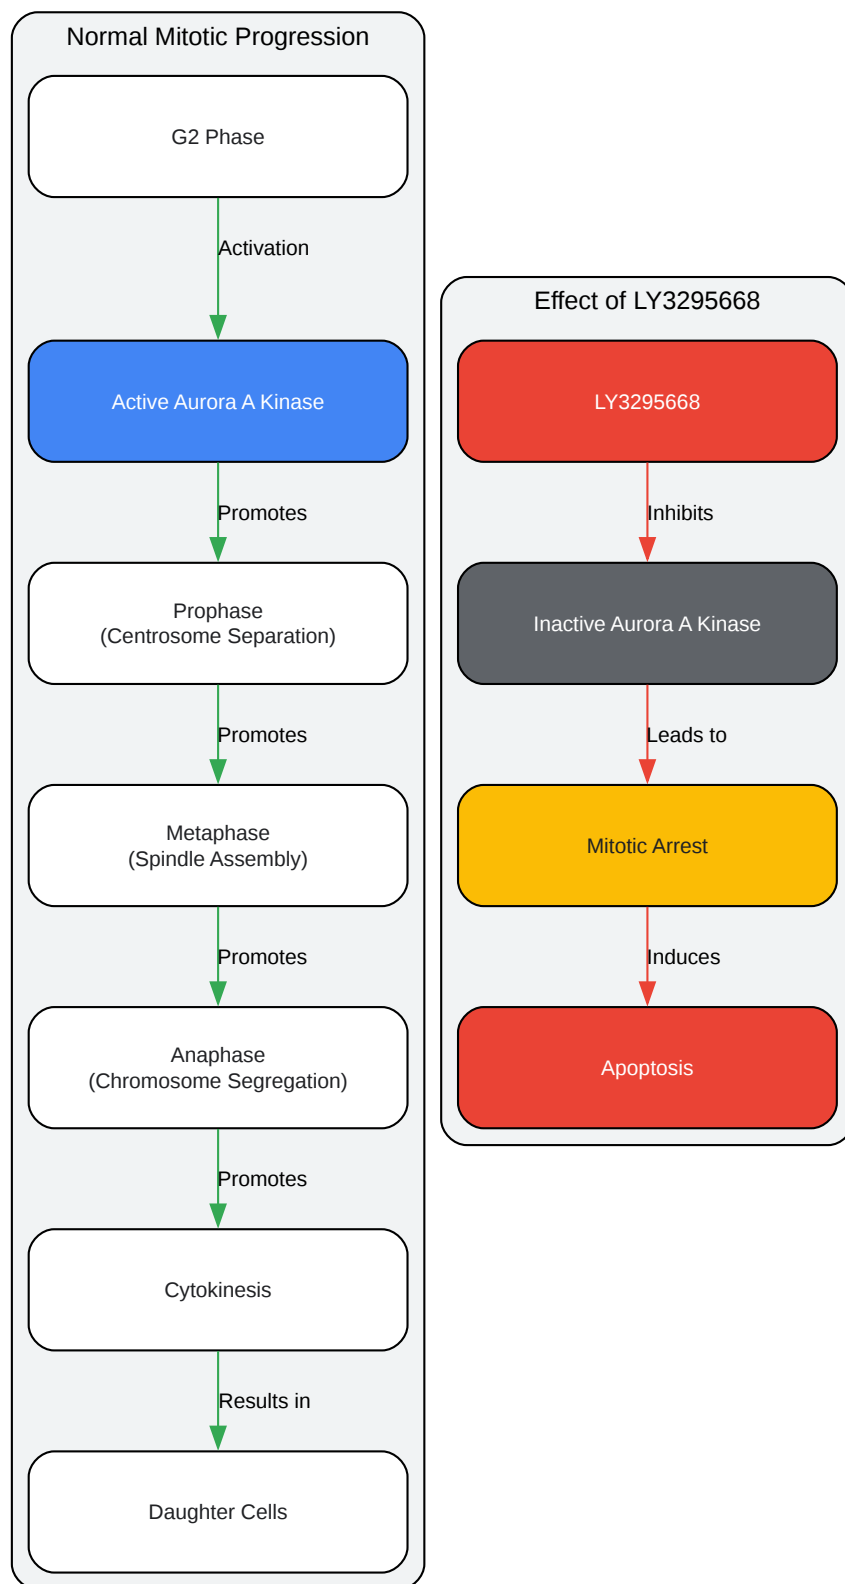 Normal Mitotic Progression
G2 Phase
Activation
Active Aurora A Kinase
Promotes
Prophase
(Centrosome Separation)
Promotes
Metaphase
(Spindle Assembly)
Promotes
Anaphase
(Chromosome Segregation)
Promotes
Cytokinesis
Results in
Daughter Cells
Effect of LY3295668
LY3295668
Inhibits
Inactive Aurora A Kinase
Leads to
Mitotic Arrest
Induces
Apoptosis